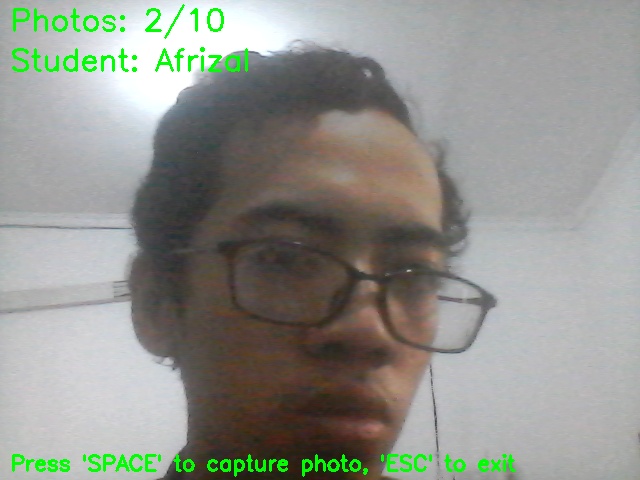 Photos: 2/10
Student: Afrizal
Press 'SPACE' to capture photo, 'ESC' to exit